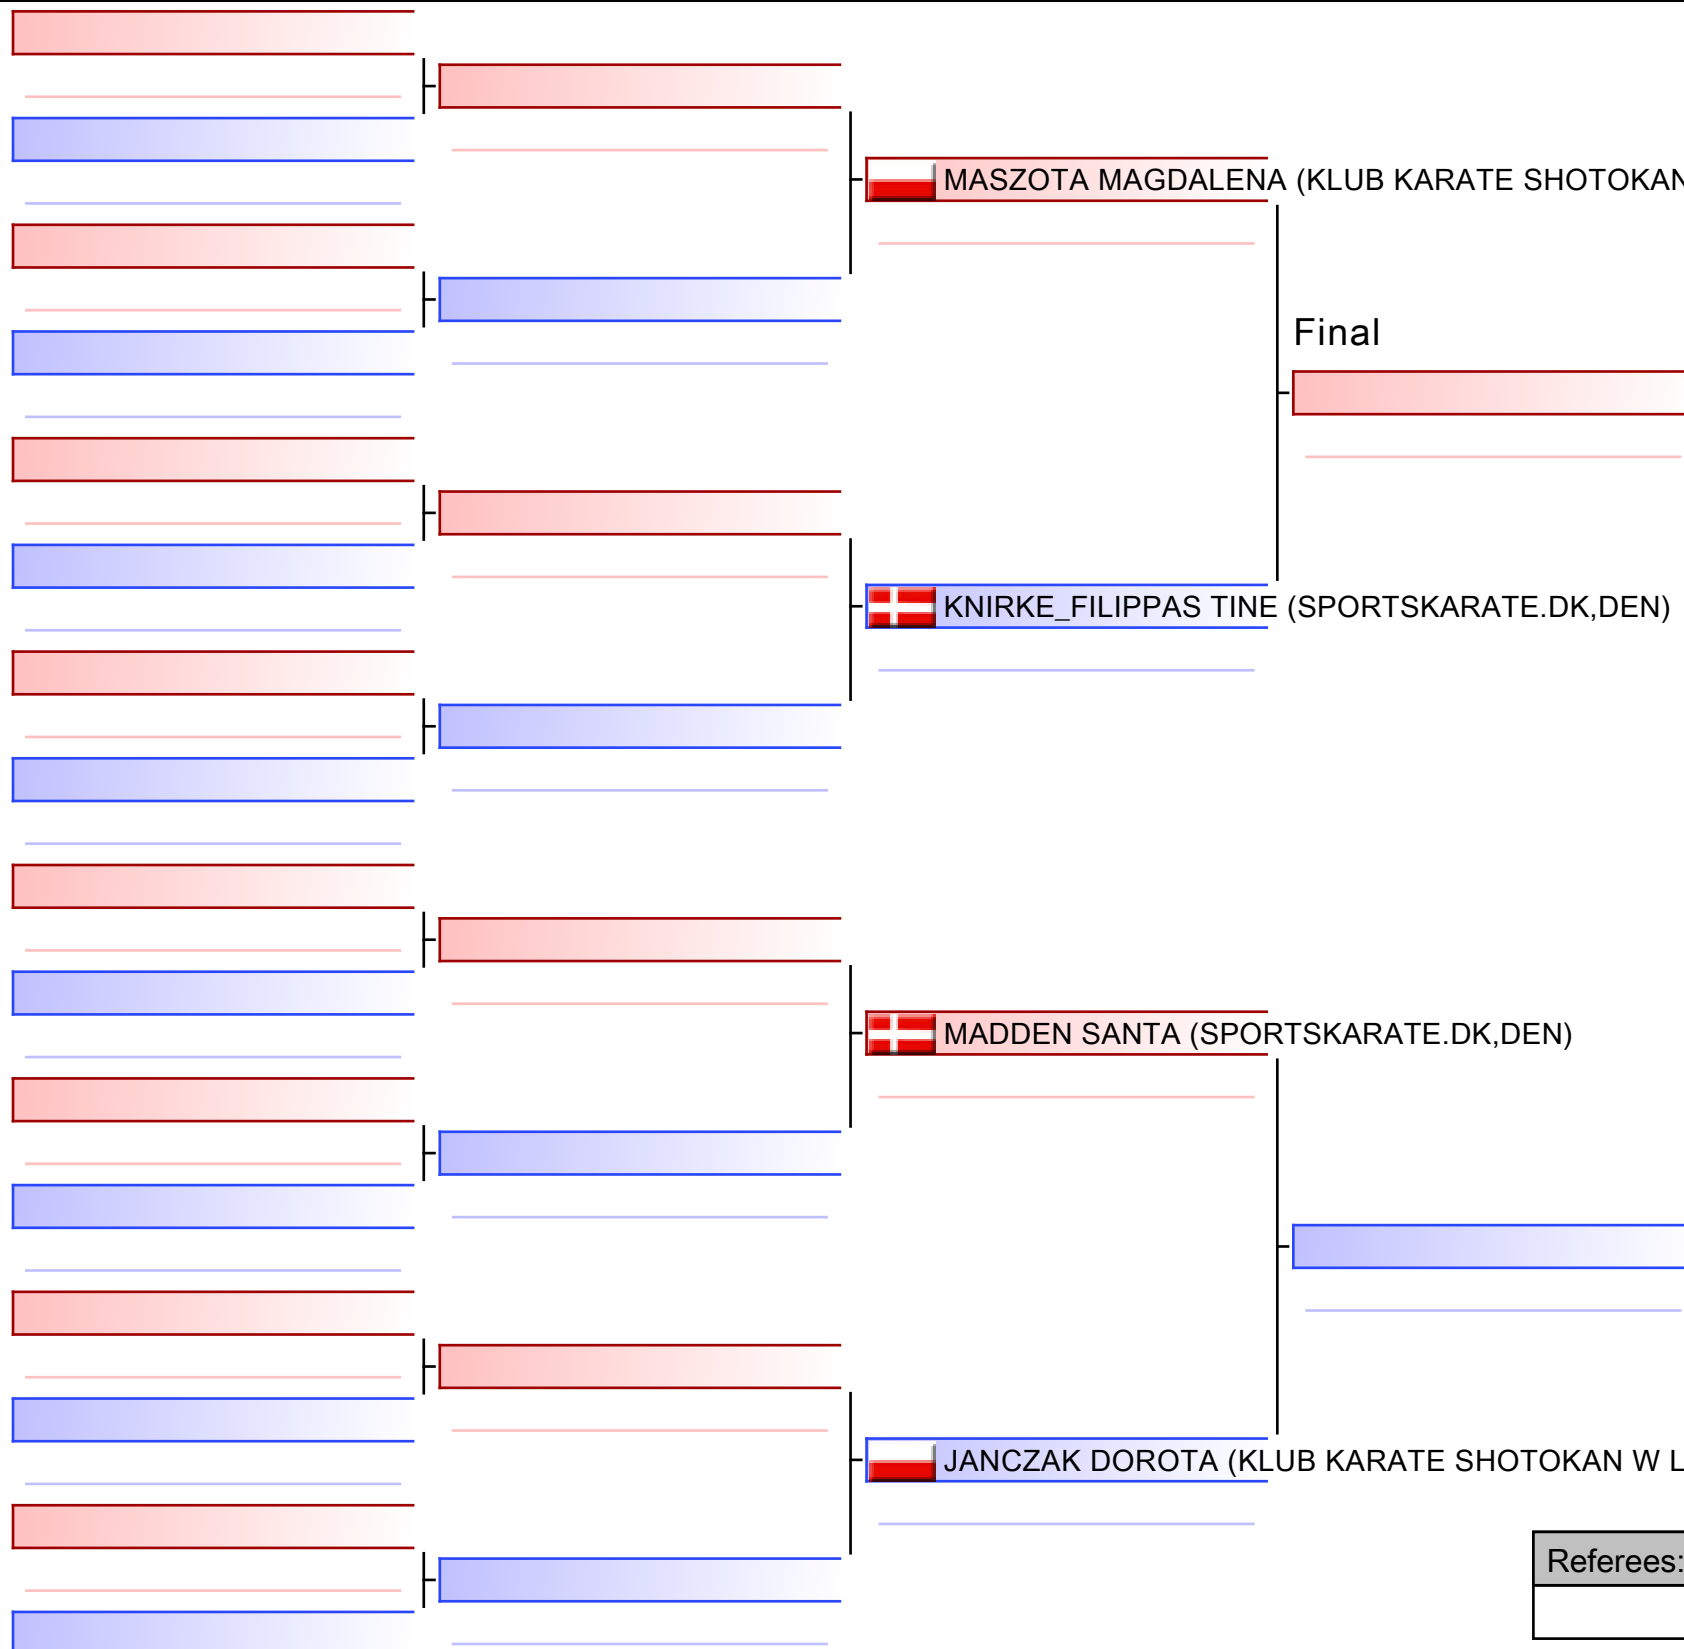 MASZOTA MAGDALENA (KLUB KARATE SHOTOKAN
Final
KNIRKE_FILIPPAS TINE (SPORTSKARATE.DK,DEN)
MADDEN SANTA (SPORTSKARATE.DK,DEN)
JANCZAK DOROTA (KLUB KARATE SHOTOKAN W L
Referees: